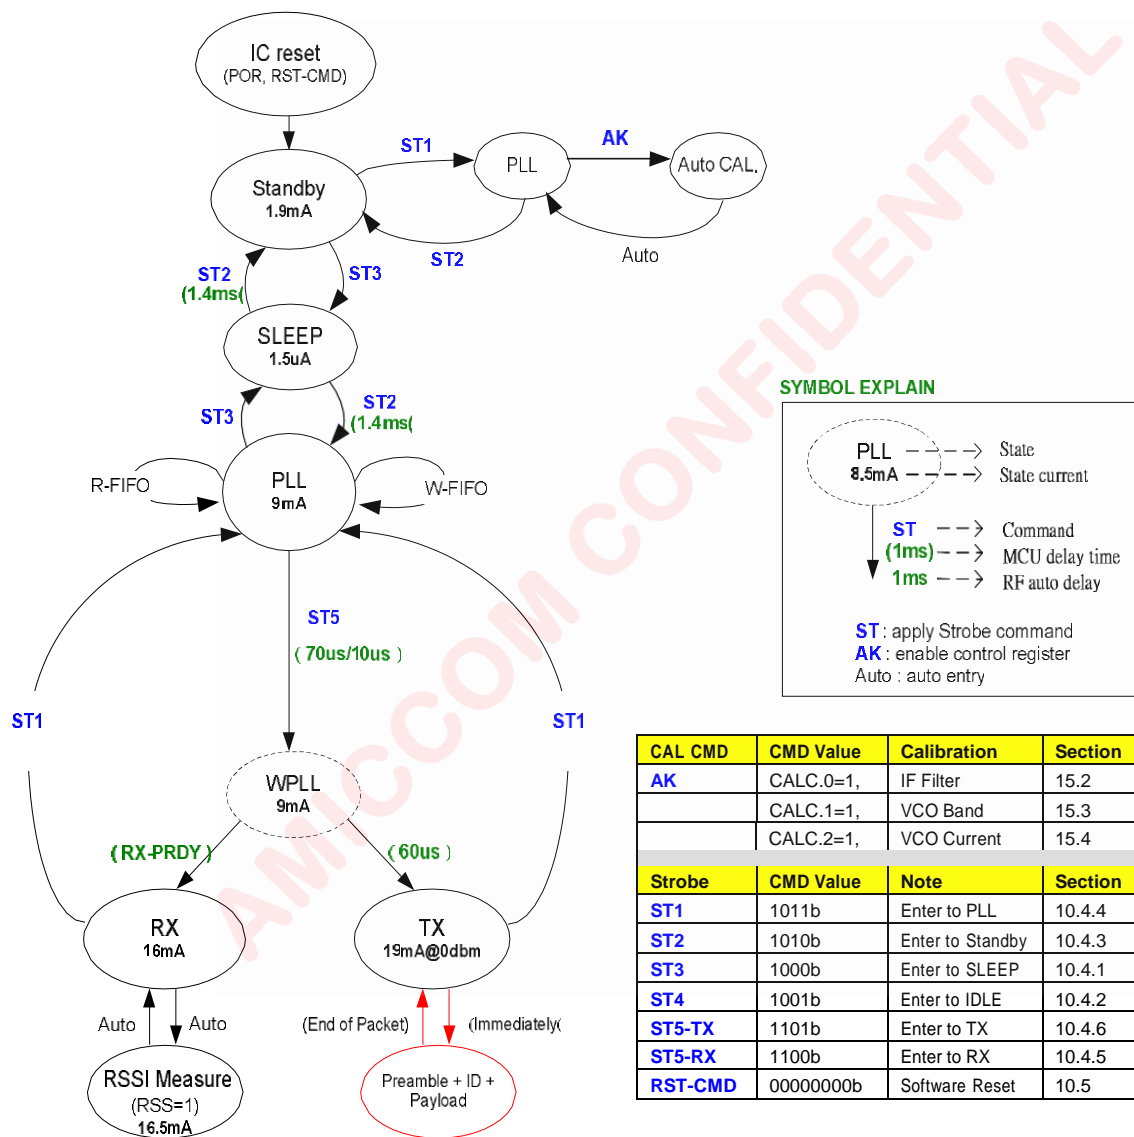 IC reset
(POR, RST-CMD)
ST1
AK
PLL
Auto CAL.
Standby
1.9mA
ST2
Auto
ST2
(1.4ms(
ST3
SLEEP
1.5uA
ST3
ST2
(1.4ms(
R-FIFO
PLL
9mA
W-FIFO
ST5
( 70us/10us )
ST1
ST1
WPLL
9mA
( RX-PRDY)
( 60us )
RX
16mA
TX
19mA@0dbm
Auto
Auto
(End of Packet)
(Immediately(
RSSI Measure
(RSS=1)
16.5mA
Preamble + ID +
Payload
SYMBOL EXPLAIN
PLL
State
8.5mA
State current
ST
Command
(1ms)
MCU delay time
1ms
RF auto delay
ST : apply Strobe command
AK : enable control register
Auto : auto entry
CAL CMD CMD Value Calibration Section
AK CALC.0=1, IF Filter 15.2
CALC.1=1, VCO Band 15.3
CALC.2=1, VCO Current 15.4
Strobe CMD Value Note Section
ST1 1011b Enter to PLL 10.4.4
ST2 1010b Enter to Standby 10.4.3
ST3 1000b Enter to SLEEP 10.4.1
ST4 1001b Enter to IDLE 10.4.2
ST5-TX 1101b Enter to TX 10.4.6
ST5-RX 1100b Enter to RX 10.4.5
RST-CMD 00000000b Software Reset 10.5
AMICCOM CONFIDENTIAL